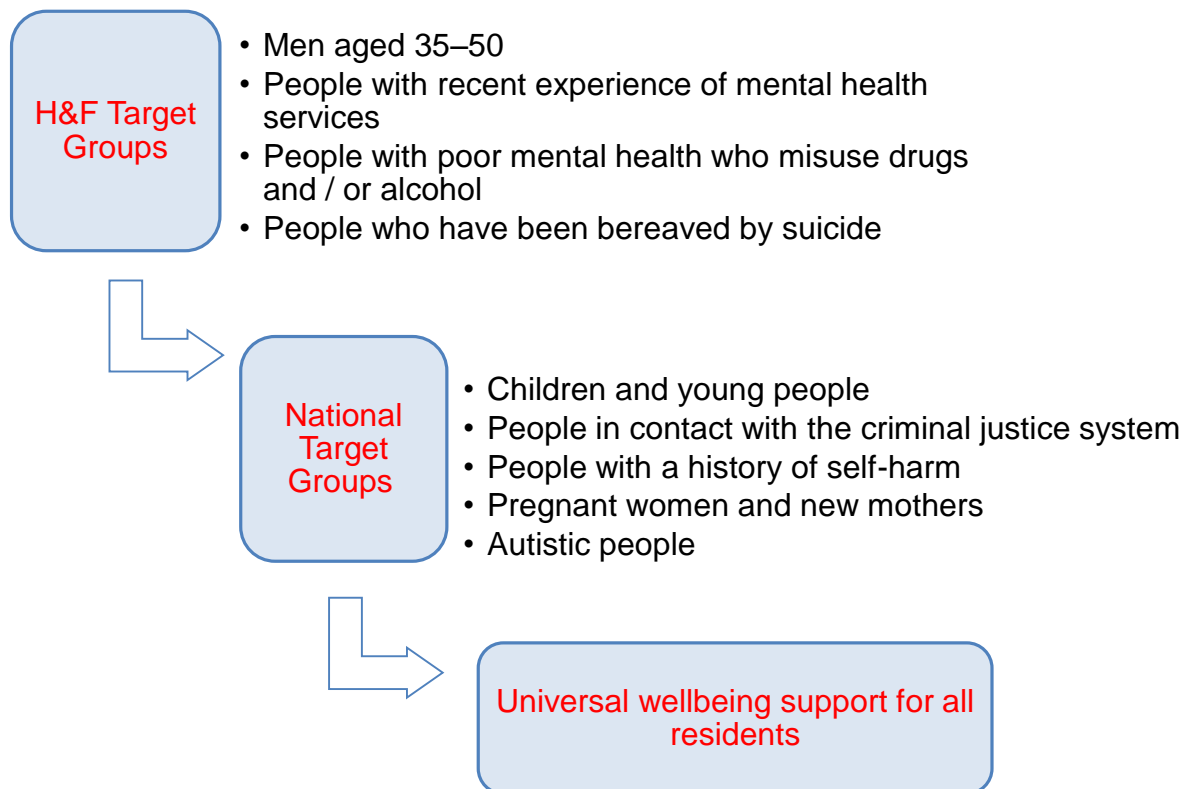 H&F Target
Groups
• Men aged 35–50
• People with recent experience of mental health
services
• People with poor mental health who misuse drugs
and / or alcohol
• People who have been bereaved by suicide
National
Target
Groups
• Children and young people
• People in contact with the criminal justice system
• People with a history of self-harm
• Pregnant women and new mothers
• Autistic people
Universal wellbeing support for all
residents